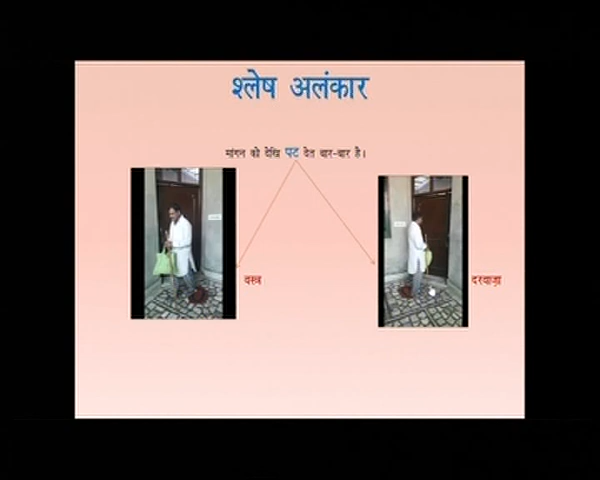 श्लेष अलंकार
मांगन को देखि पट देत बार-बार है।
वस्त्र
दरवाज़ा